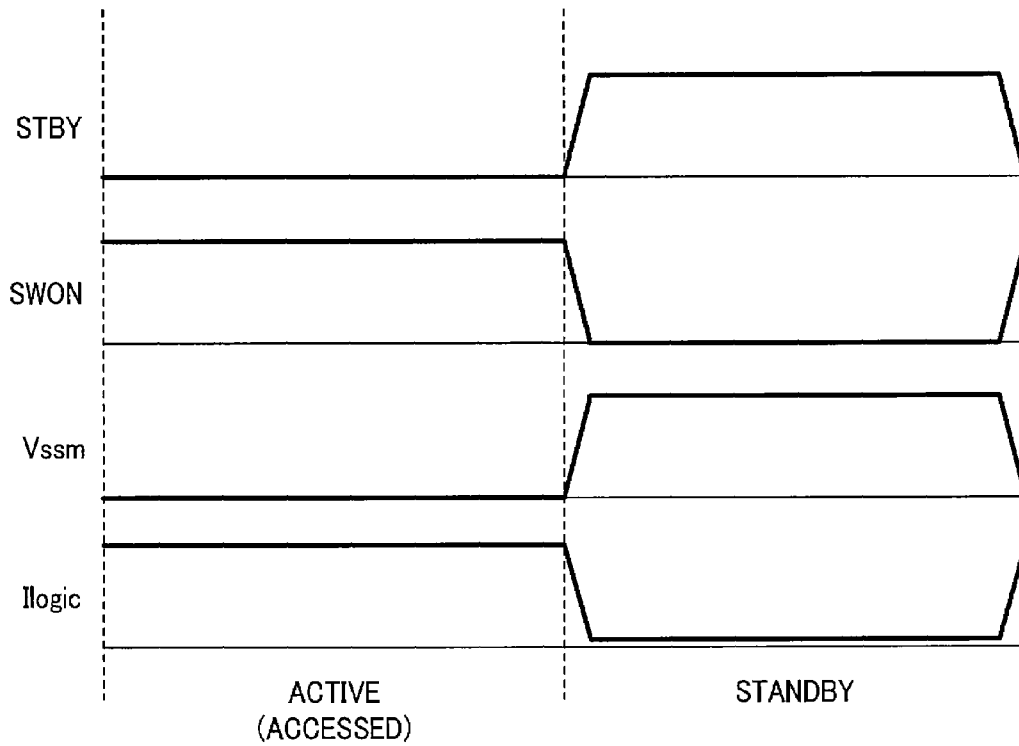 STBY
SWON
Vssm
Ilogic
ACTIVE
(ACCESSED)
STANDBY